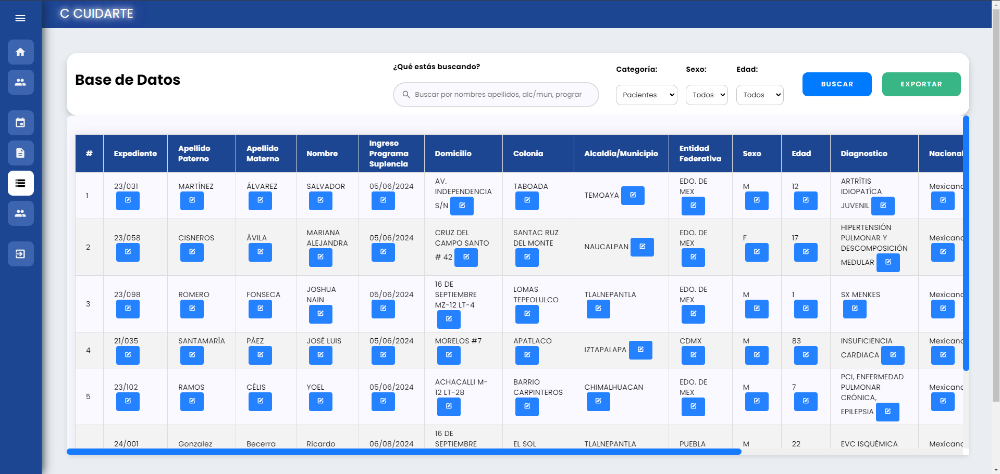 C CUIDARTE
Base de Datos
¿Qué estás buscando?
Buscar por nombres apellidos, alc/mun, prograr
Categoría:
Pacientes
Sexo:
Todos
Edad:
Todos
BUSCAR
EXPORTAR
# Expediente Apellido Paterno Apellido Materno Nombre Ingreso Programa Suplencia Domicilio Colonia Alcaldia/Municipio Entidad Federativa Sexo Edad Diagnostico Nacional
1 23/031 MARTÍNEZ ÁLVAREZ SALVADOR 05/06/2024 AV. INDEPENDENCIA S/N TABOADA TEMOAYA EDO. DE MEX M 12 ARTRÍTIS IDIOPATÍCA JUVENIL Mexicano
2 23/058 CISNEROS ÁVILA MARIANA ALEJANDRA 05/06/2024 CRUZ DEL CAMPO SANTO # 42 SANTAC RUZ DEL MONTE NAUCALPAN EDO. DE MEX F 17 HIPERTENSIÓN PULMONAR Y DESCOMPOSICIÓN MEDULAR Mexicano
3 23/098 ROMERO FONSECA JOSHUA NAIN 05/06/2024 16 DE SEPTIEMBRE MZ-12 LT-4 LOMAS TEPEOLULCO TLALNEPANTLA EDO. DE MEX M 1 SX MENKES Mexicano
4 21/035 SANTAMARÍA PÁEZ JOSÉ LUIS 05/06/2024 MORELOS #7 APATLACO IZTAPALAPA CDMX M 83 INSUFICIENCIA CARDIACA Mexicano
5 23/102 RAMOS CÉLIS YOEL 05/06/2024 ACHACALLI M-12 LT-28 BARRIO CARPINTEROS CHIMALHUACAN EDO. DE MEX M 7 PCI, ENFERMEDAD PULMONAR CRÓNICA, EPILEPSIA Mexicano
24/001 Gonzalez Becerra Ricardo 06/08/2024 16 DE SEPTIEMBRE EL SOL TLALNEPANTLA PUEBLA M 22 EVC ISQUÉMICA Mexicano